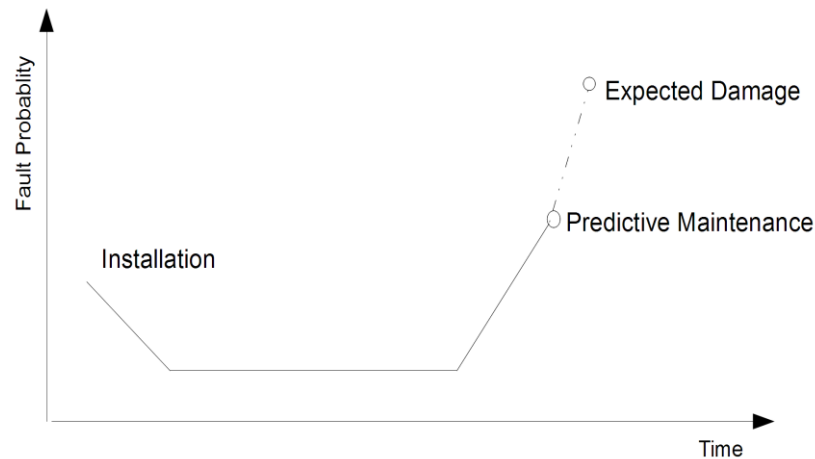 Fault Probablity
Expected Damage
Predictive Maintenance
Installation
Time